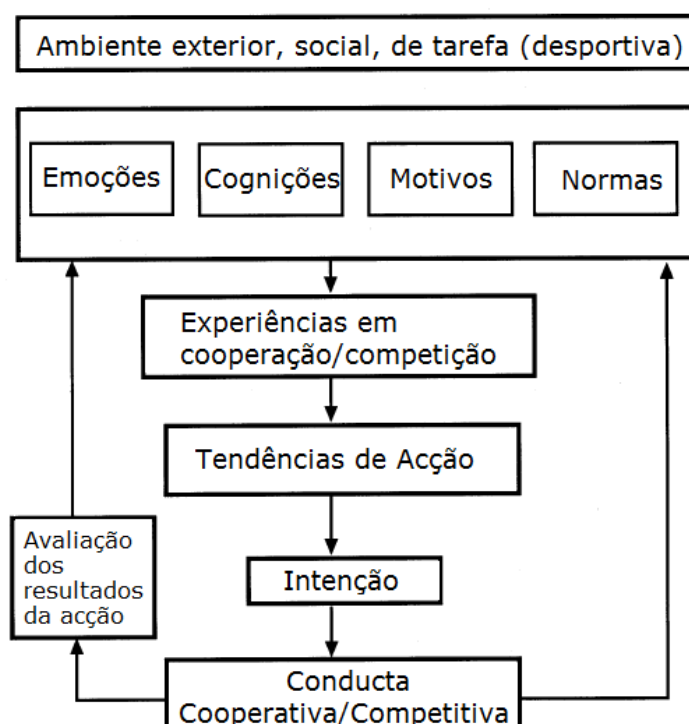 Ambiente exterior, social, de tarefa (desportiva)
Emoções
Cognições
Motivos
Normas
Experiências em
cooperação/competição
Tendências de Acção
Avaliação
dos
resultados
da acção
Intenção
Conducta
Cooperativa/Competitiva